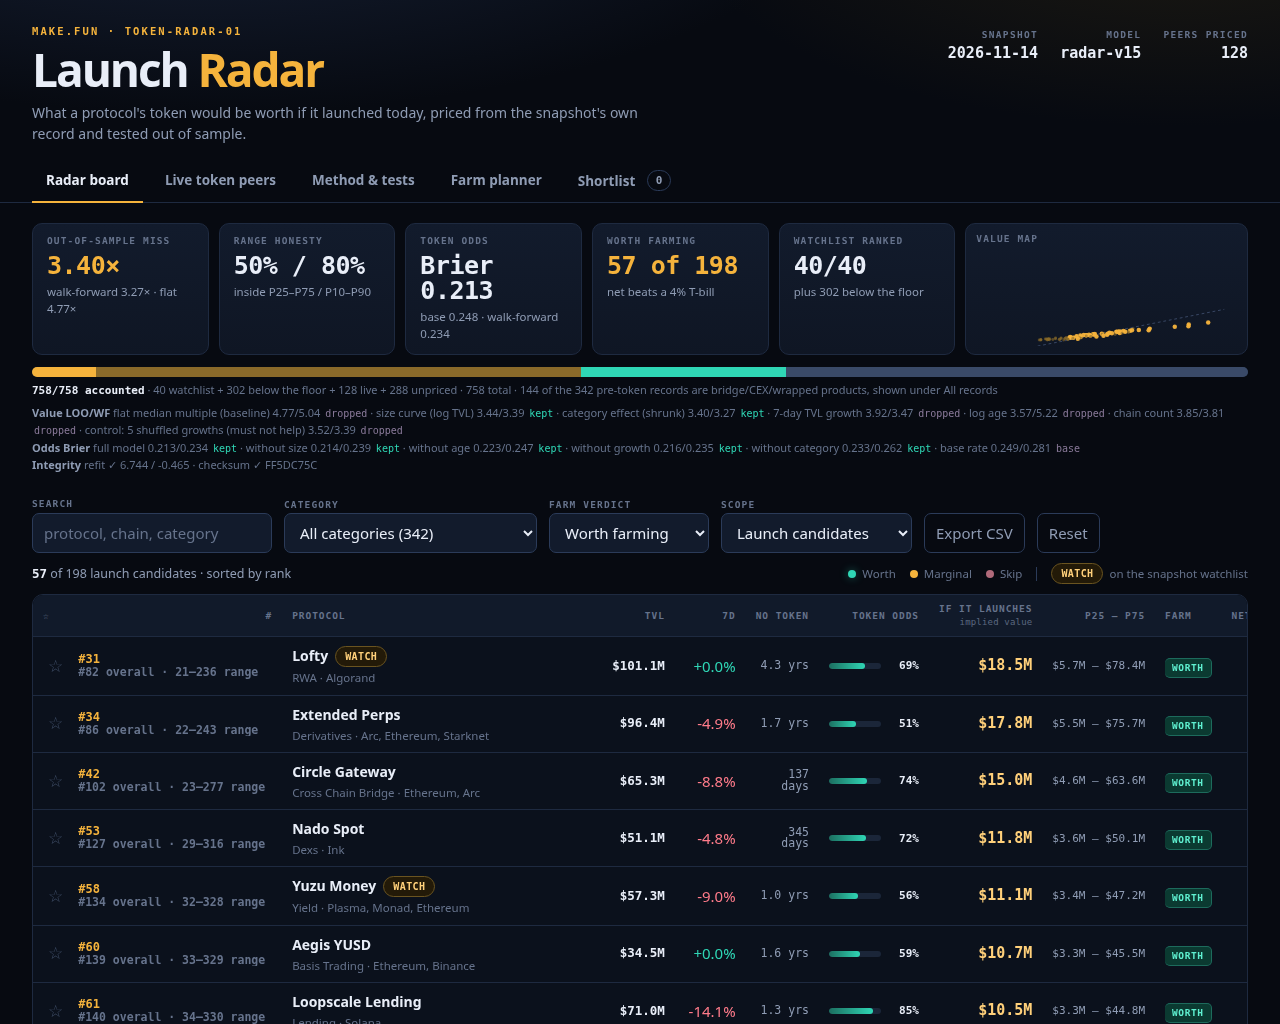 MAKE.FUN · TOKEN-RADAR-01
Launch Radar
What a protocol's token would be worth if it launched today, priced from the snapshot's own
record and tested out of sample.
SNAPSHOT
2026-11-14
MODEL
radar-v15
PEERS PRICED
128
Radar board
Live token peers
Method & tests
Farm planner
Shortlist 0
OUT-OF-SAMPLE MISS
3.40×
walk-forward 3.27× · flat
4.77×
RANGE HONESTY
50% / 80%
inside P25–P75 / P10–P90
TOKEN ODDS
Brier
0.213
base 0.248 · walk-forward
0.234
WORTH FARMING
57 of 198
net beats a 4% T-bill
WATCHLIST RANKED
40/40
plus 302 below the floor
VALUE MAP
758/758 accounted · 40 watchlist + 302 below the floor + 128 live + 288 unpriced · 758 total · 144 of the 342 pre-token records are bridge/CEX/wrapped products, shown under All records
Value LOO/WF flat median multiple (baseline) 4.77/5.04 dropped · size curve (log TVL) 3.44/3.39 kept · category effect (shrunk) 3.40/3.27 kept · 7-day TVL growth 3.92/3.47 dropped · log age 3.57/5.22 dropped · chain count 3.85/3.81
dropped · control: 5 shuffled growths (must not help) 3.52/3.39 dropped
Odds Brier full model 0.213/0.234 kept · without size 0.214/0.239 kept · without age 0.223/0.247 kept · without growth 0.216/0.235 kept · without category 0.233/0.262 kept · base rate 0.249/0.281 base
Integrity refit ✓ 6.744 / -0.465 · checksum ✓ FF5DC75C
SEARCH
protocol, chain, category
CATEGORY
All categories (342)
FARM VERDICT
Worth farming
SCOPE
Launch candidates
Export CSV
Reset
57 of 198 launch candidates · sorted by rank
Worth
Marginal
Skip
WATCH on the snapshot watchlist
# PROTOCOL TVL 7D NO TOKEN TOKEN ODDS IF IT LAUNCHES P25 – P75 FARM NET
implied value
☆ #31 Lofty WATCH $101.1M +0.0% 4.3 yrs 69% $18.5M $5.7M – $78.4M WORTH
#82 overall · 21–236 range RWA · Algorand
☆ #34 Extended Perps $96.4M -4.9% 1.7 yrs 51% $17.8M $5.5M – $75.7M WORTH
#86 overall · 21–243 range Derivatives · Arc, Ethereum, Starknet
☆ #42 Circle Gateway $65.3M -8.8% 137 days 74% $15.0M $4.6M – $63.6M WORTH
#102 overall · 23–277 range Cross Chain Bridge · Ethereum, Arc
☆ #53 Nado Spot $51.1M -4.8% 345 days 72% $11.8M $3.6M – $50.1M WORTH
#127 overall · 29–316 range Dexs · Ink
☆ #58 Yuzu Money WATCH $57.3M -9.0% 1.0 yrs 56% $11.1M $3.4M – $47.2M WORTH
#134 overall · 32–328 range Yield · Plasma, Monad, Ethereum
☆ #60 Aegis YUSD $34.5M +0.0% 1.6 yrs 59% $10.7M $3.3M – $45.5M WORTH
#139 overall · 33–329 range Basis Trading · Ethereum, Binance
☆ #61 Loopscale Lending $71.0M -14.1% 1.3 yrs 85% $10.5M $3.3M – $44.8M WORTH
#140 overall · 34–330 range Lending · Solana